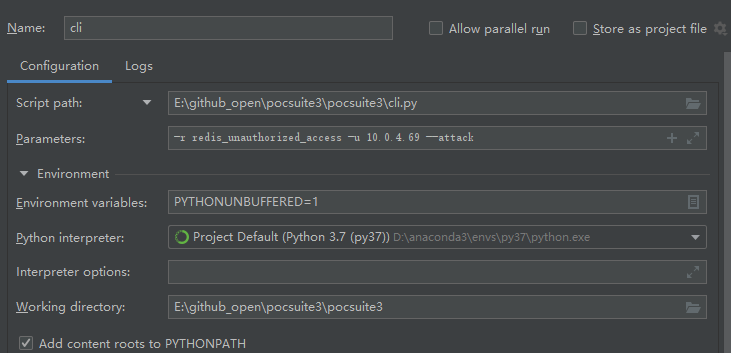 Name: cli Allow parallel run Store as project file
Configuration Logs
Script path: E:\github_open\pocsuite3\pocsuite3\cli.py
Parameters: -r redis_unauthorized_access -u 10.0.4.69 --attack
Environment
Environment variables: PYTHONUNBUFFERED=1
Python interpreter: Project Default (Python 3.7 (py37)) D:\anaconda3\envs\py37\python.exe
Interpreter options:
Working directory: E:\github_open\pocsuite3\pocsuite3
Add content roots to PYTHONPATH